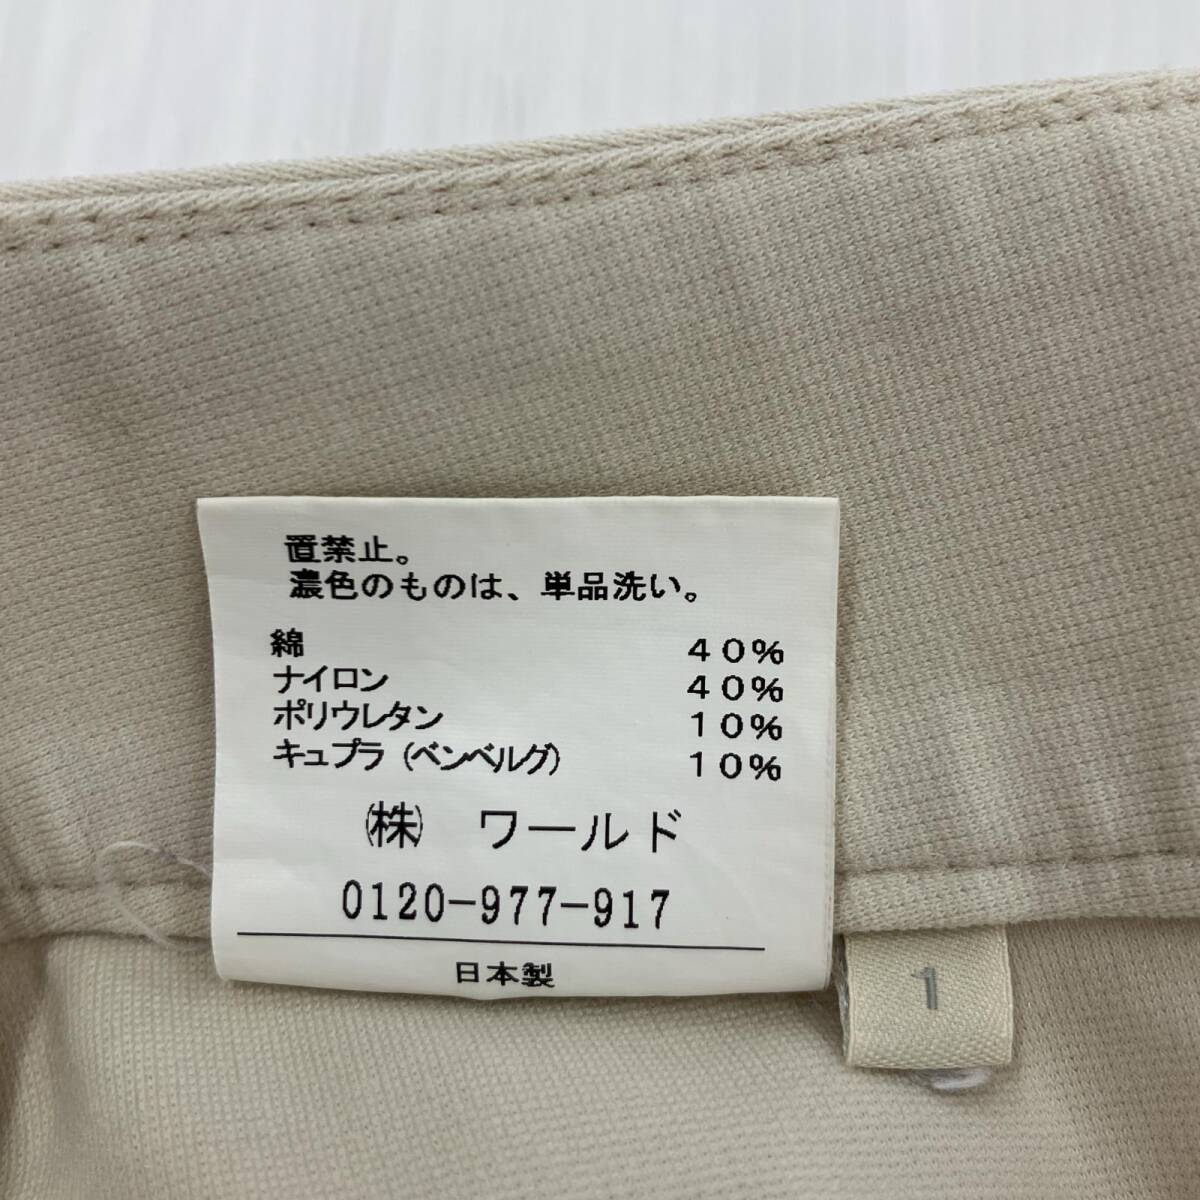 置禁止。
濃色のものは、単品洗い。
綿 40%
ナイロン 40%
ポリウレタン 10%
キュプラ(ベンベルグ) 10%
㈱ ワールド
0120-977-917
日本製
1